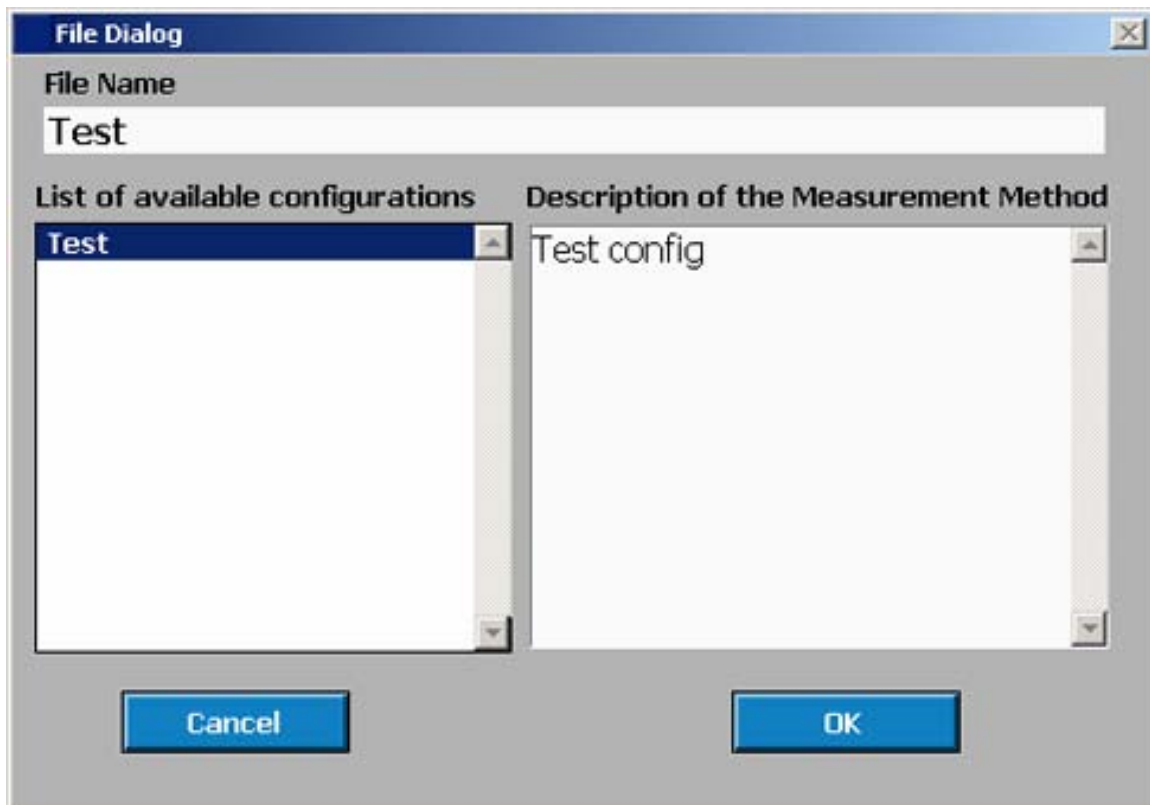 File Dialog
File Name
Test
List of available configurations
Test
Description of the Measurement Method
Test config
Cancel
OK